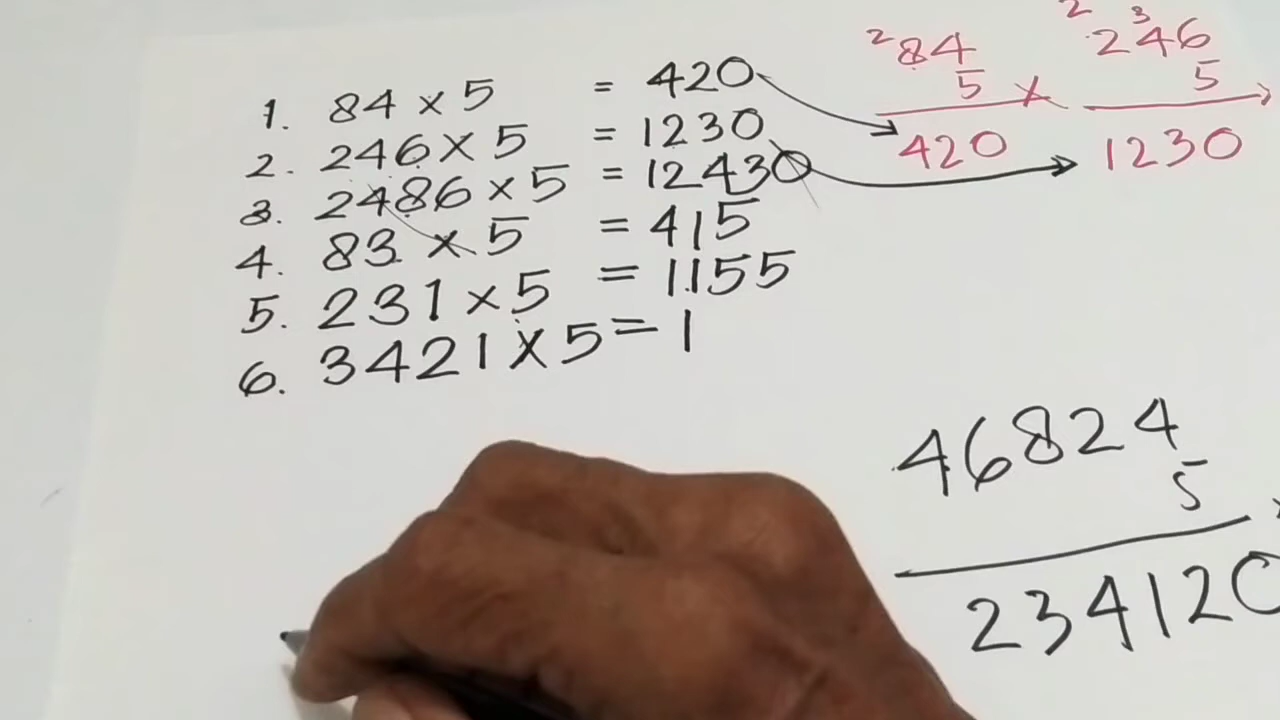 1. 84 × 5 = 420
2. 246 × 5 = 1230
3. 2486 × 5 = 12430
4. 83 × 5 = 415
5. 231 × 5 = 1155
6. 3421 × 5 = 1
2
84
5 ×
420
2 3
246
5
1230
46824
5
234120